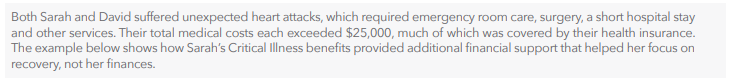 Both Sarah and David suffered unexpected heart attacks, which required emergency room care, surgery, a short hospital stay
and other services. Their total medical costs each exceeded $25,000, much of which was covered by their health insurance.
The example below shows how Sarah's Critical Illness benefits provided additional financial support that helped her focus on
recovery, not her finances.